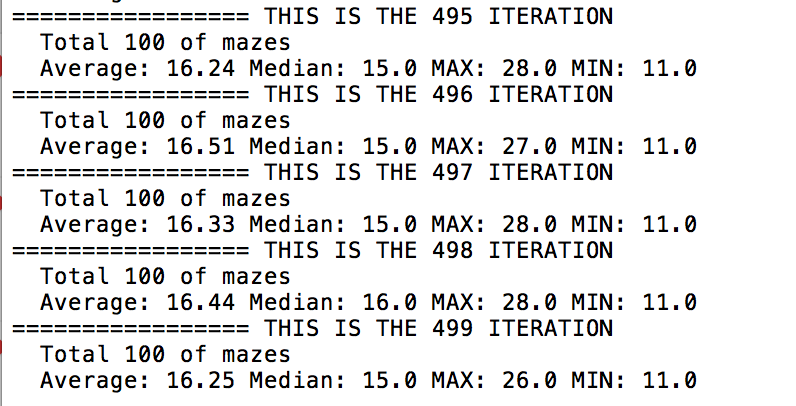 ================= THIS IS THE 495 ITERATION
Total 100 of mazes
Average: 16.24 Median: 15.0 MAX: 28.0 MIN: 11.0
================= THIS IS THE 496 ITERATION
Total 100 of mazes
Average: 16.51 Median: 15.0 MAX: 27.0 MIN: 11.0
================= THIS IS THE 497 ITERATION
Total 100 of mazes
Average: 16.33 Median: 15.0 MAX: 28.0 MIN: 11.0
================= THIS IS THE 498 ITERATION
Total 100 of mazes
Average: 16.44 Median: 16.0 MAX: 28.0 MIN: 11.0
================= THIS IS THE 499 ITERATION
Total 100 of mazes
Average: 16.25 Median: 15.0 MAX: 26.0 MIN: 11.0